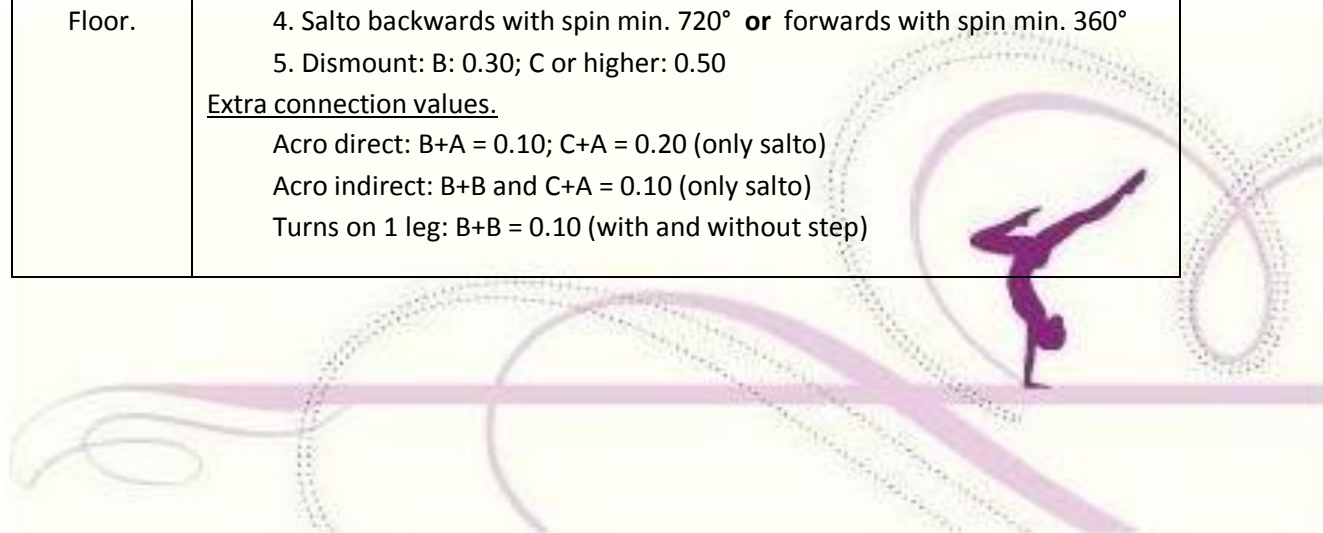 Floor.
4. Salto backwards with spin min. 720° or forwards with spin min. 360°
5. Dismount: B: 0.30; C or higher: 0.50
Extra connection values.
Acro direct: B+A = 0.10; C+A = 0.20 (only salto)
Acro indirect: B+B and C+A = 0.10 (only salto)
Turns on 1 leg: B+B = 0.10 (with and without step)